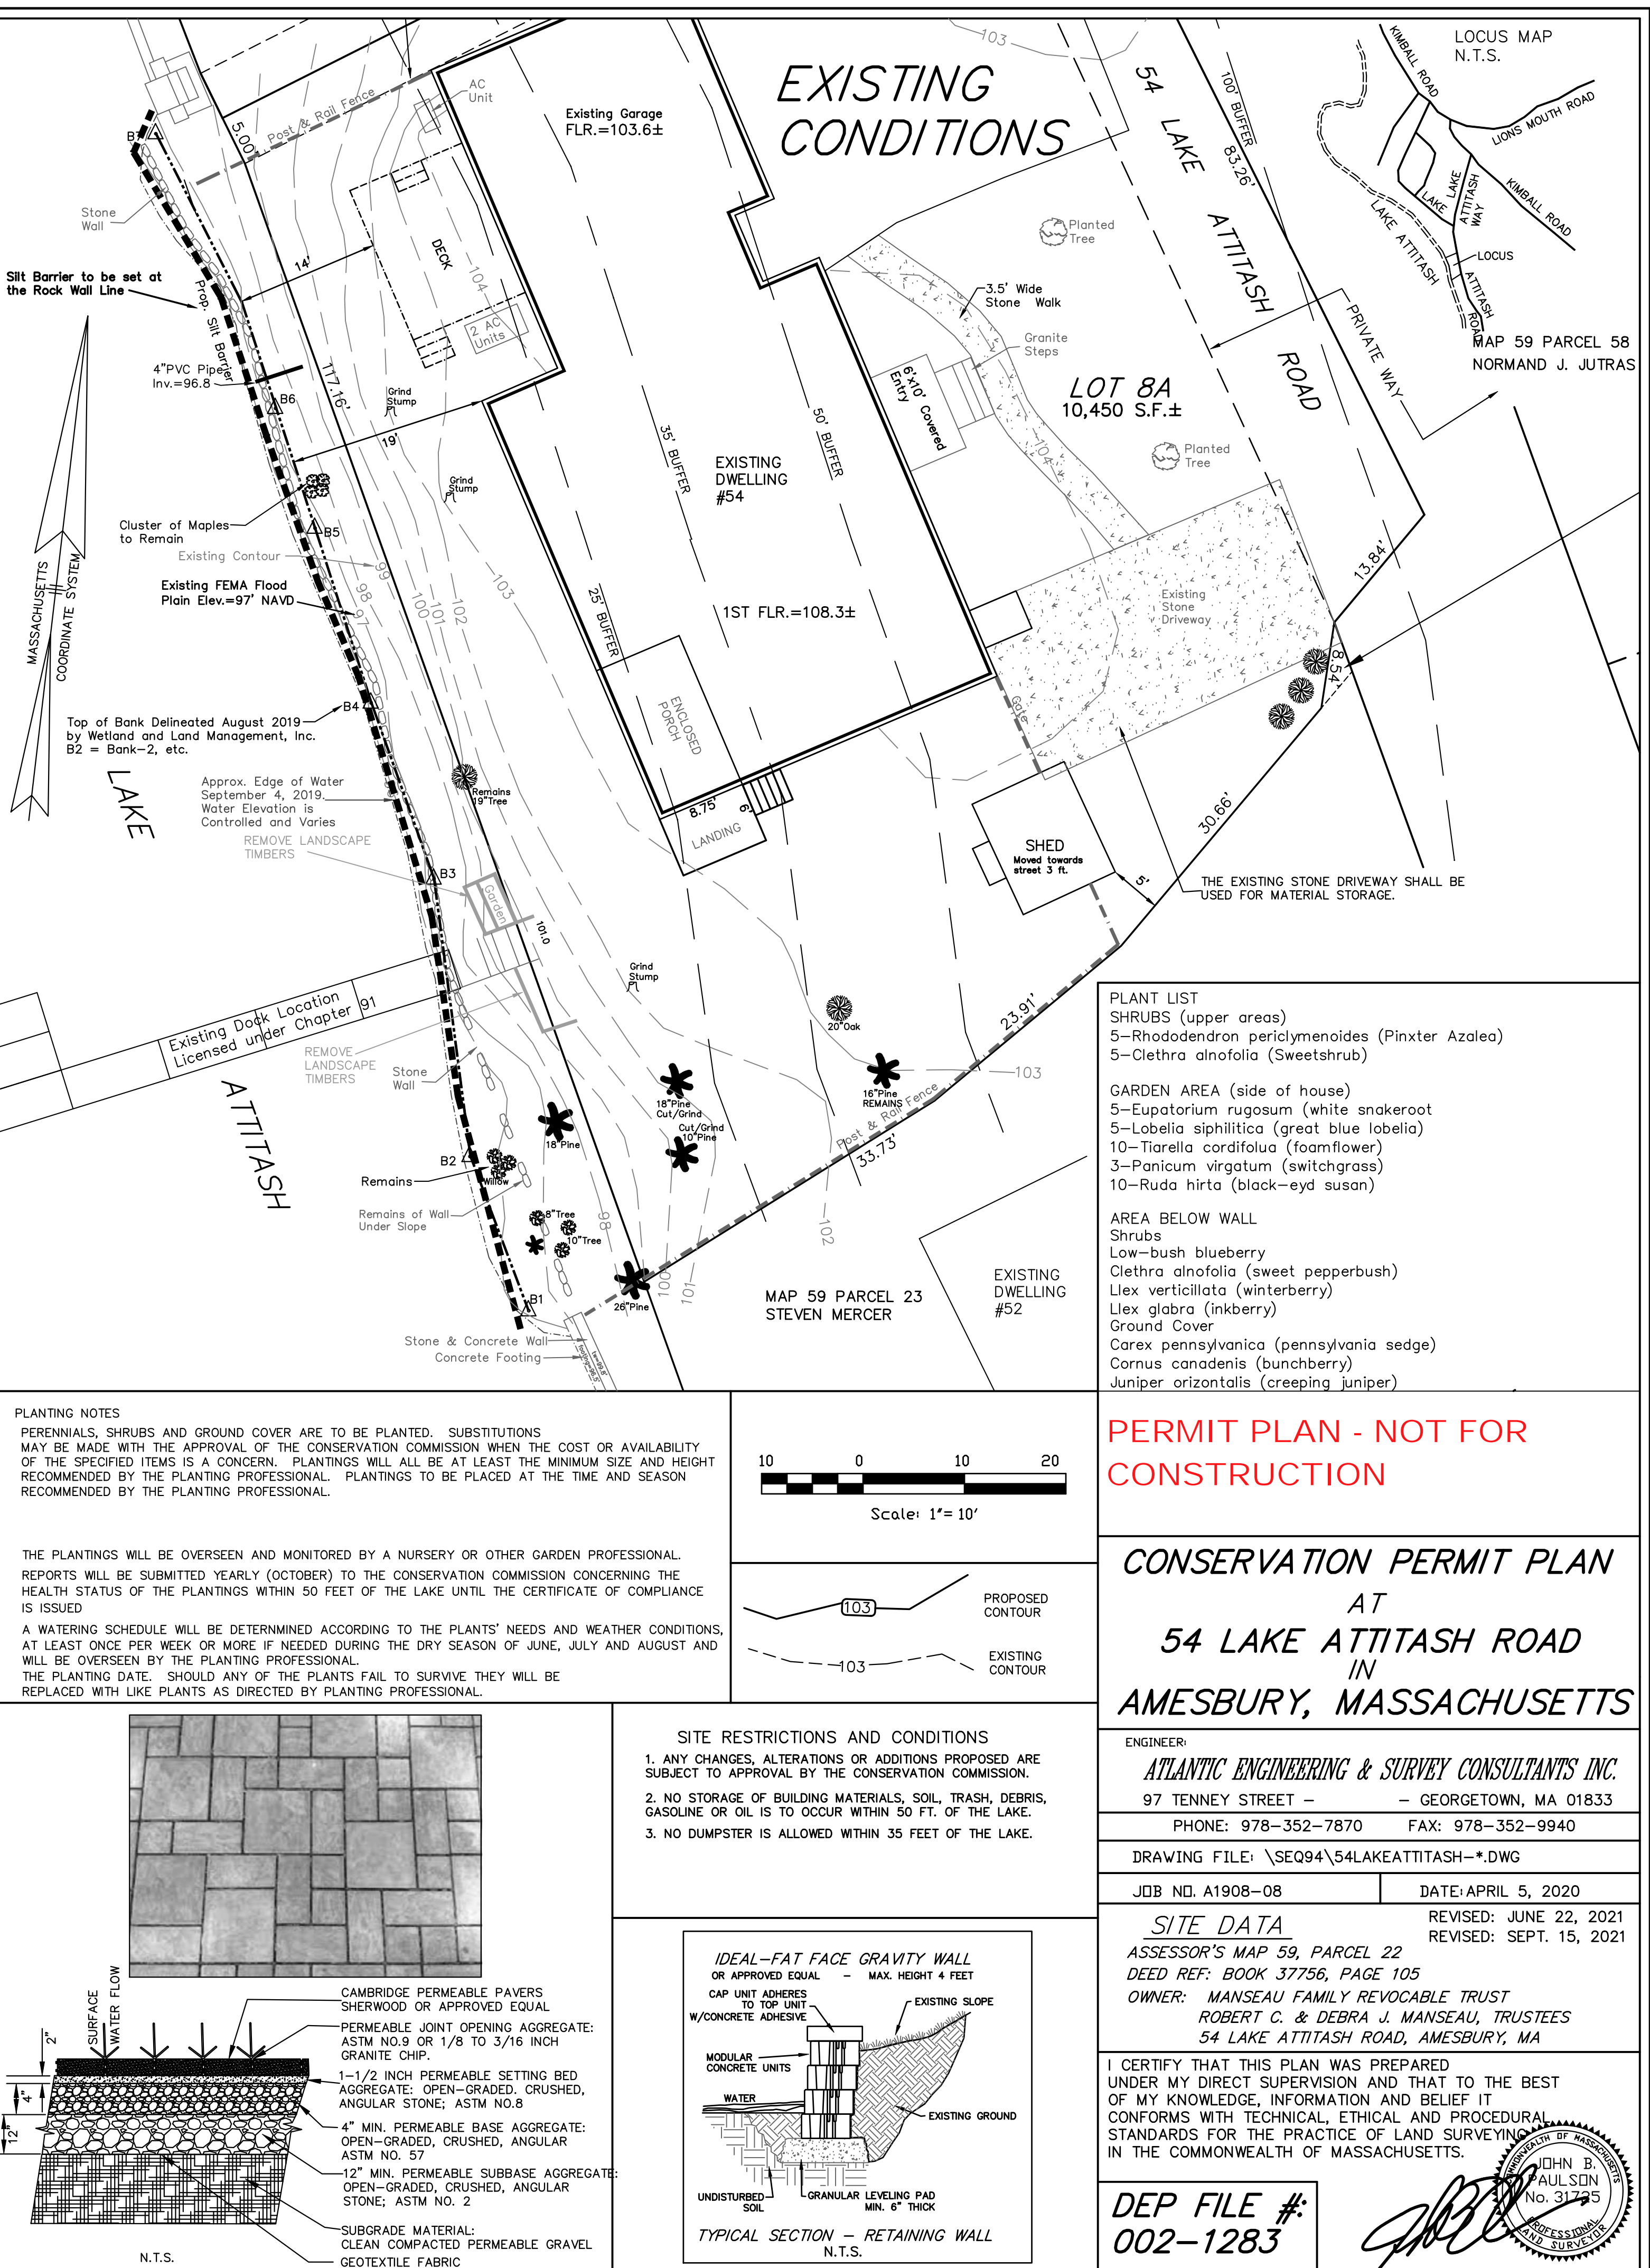 EXISTING
CONDITIONS
LOCUS MAP
N.T.S.
KIMBALL ROAD
LIONS MOUTH ROAD
KIMBALL ROAD
LAKE
LAKE
ATTITASH
WAY
LAKE ATTITASH
LOCUS
ATTITASH
ROAD
MAP 59 PARCEL 58
NORMAND J. JUTRAS
103
54 LAKE ATTITASH ROAD
100' BUFFER
83.26'
PRIVATE WAY
AC
Unit
Post & Rail Fence
Existing Garage
FLR.=103.6±
B7
5.00'
Stone
Wall
Silt Barrier to be set at
the Rock Wall Line
Prop. Silt Barrier
14'
DECK
104
2 AC
Units
4"PVC Pipe
Inv.=96.8
B6
117.16'
Grind
Stump
19'
Planted
Tree
3.5' Wide
Stone Walk
Granite
Steps
6'x10' Covered
Entry
LOT 8A
10,450 S.F.±
104
Planted
Tree
35' BUFFER
50' BUFFER
EXISTING
DWELLING
#54
Grind
Stump
Cluster of Maples
to Remain
B5
Existing Contour
Existing FEMA Flood
Plain Elev.=97' NAVD
97
98
99
100
101
102
103
25' BUFFER
1ST FLR.=108.3±
Existing
Stone
Driveway
13.84'
8.54'
MASSACHUSETTS
COORDINATE SYSTEM
B4
Top of Bank Delineated August 2019
by Wetland and Land Management, Inc.
B2 = Bank-2, etc.
ENCLOSED
PORCH
Gate
LAKE
Approx. Edge of Water
September 4, 2019.
Water Elevation is
Controlled and Varies
Remains
19"Tree
8.75'
6'
LANDING
30.66'
REMOVE LANDSCAPE
TIMBERS
B3
Garden
101.0
SHED
Moved towards
street 3 ft.
5'
THE EXISTING STONE DRIVEWAY SHALL BE
USED FOR MATERIAL STORAGE.
Grind
Stump
Existing Dock Location
Licensed under Chapter 91
20"Oak
23.91'
REMOVE
LANDSCAPE
TIMBERS
Stone
Wall
ATTITASH
18"Pine
Cut/Grind
Cut/Grind
10"Pine
16"Pine
REMAINS
103
Post & Rail Fence
33.73'
18"Pine
B2
Remains
Willow
Remains of Wall
Under Slope
8"Tree
10"Tree
98
102
100
101
26"Pine
B1
MAP 59 PARCEL 23
STEVEN MERCER
EXISTING
DWELLING
#52
Stone & Concrete Wall
Concrete Footing
PLANT LIST
SHRUBS (upper areas)
5-Rhododendron periclymenoides (Pinxter Azalea)
5-Clethra alnofolia (Sweetshrub)
GARDEN AREA (side of house)
5-Eupatorium rugosum (white snakeroot
5-Lobelia siphilitica (great blue lobelia)
10-Tiarella cordifolua (foamflower)
3-Panicum virgatum (switchgrass)
10-Ruda hirta (black-eyd susan)
AREA BELOW WALL
Shrubs
Low-bush blueberry
Clethra alnofolia (sweet pepperbush)
Llex verticillata (winterberry)
Llex glabra (inkberry)
Ground Cover
Carex pennsylvanica (pennsylvania sedge)
Cornus canadenis (bunchberry)
Juniper orizontalis (creeping juniper)
PLANTING NOTES
PERENNIALS, SHRUBS AND GROUND COVER ARE TO BE PLANTED. SUBSTITUTIONS
MAY BE MADE WITH THE APPROVAL OF THE CONSERVATION COMMISSION WHEN THE COST OR AVAILABILITY
OF THE SPECIFIED ITEMS IS A CONCERN. PLANTINGS WILL ALL BE AT LEAST THE MINIMUM SIZE AND HEIGHT
RECOMMENDED BY THE PLANTING PROFESSIONAL. PLANTINGS TO BE PLACED AT THE TIME AND SEASON
RECOMMENDED BY THE PLANTING PROFESSIONAL.
THE PLANTINGS WILL BE OVERSEEN AND MONITORED BY A NURSERY OR OTHER GARDEN PROFESSIONAL.
REPORTS WILL BE SUBMITTED YEARLY (OCTOBER) TO THE CONSERVATION COMMISSION CONCERNING THE
HEALTH STATUS OF THE PLANTINGS WITHIN 50 FEET OF THE LAKE UNTIL THE CERTIFICATE OF COMPLIANCE
IS ISSUED
A WATERING SCHEDULE WILL BE DETERNMINED ACCORDING TO THE PLANTS' NEEDS AND WEATHER CONDITIONS,
AT LEAST ONCE PER WEEK OR MORE IF NEEDED DURING THE DRY SEASON OF JUNE, JULY AND AUGUST AND
WILL BE OVERSEEN BY THE PLANTING PROFESSIONAL.
THE PLANTING DATE. SHOULD ANY OF THE PLANTS FAIL TO SURVIVE THEY WILL BE
REPLACED WITH LIKE PLANTS AS DIRECTED BY PLANTING PROFESSIONAL.
10 0 10 20
Scale: 1"= 10'
103
PROPOSED
CONTOUR
103
EXISTING
CONTOUR
PERMIT PLAN - NOT FOR
CONSTRUCTION
CONSERVATION PERMIT PLAN
AT
54 LAKE ATTITASH ROAD
IN
AMESBURY, MASSACHUSETTS
ENGINEER:
ATLANTIC ENGINEERING & SURVEY CONSULTANTS INC.
97 TENNEY STREET - - GEORGETOWN, MA 01833
PHONE: 978-352-7870 FAX: 978-352-9940
DRAWING FILE: \SEQ94\54LAKEATTITASH-*.DWG
JOB NO. A1908-08
DATE: APRIL 5, 2020
SITE DATA
REVISED: JUNE 22, 2021
REVISED: SEPT. 15, 2021
ASSESSOR'S MAP 59, PARCEL 22
DEED REF: BOOK 37756, PAGE 105
OWNER: MANSEAU FAMILY REVOCABLE TRUST
ROBERT C. & DEBRA J. MANSEAU, TRUSTEES
54 LAKE ATTITASH ROAD, AMESBURY, MA
I CERTIFY THAT THIS PLAN WAS PREPARED
UNDER MY DIRECT SUPERVISION AND THAT TO THE BEST
OF MY KNOWLEDGE, INFORMATION AND BELIEF IT
CONFORMS WITH TECHNICAL, ETHICAL AND PROCEDURAL
STANDARDS FOR THE PRACTICE OF LAND SURVEYING
IN THE COMMONWEALTH OF MASSACHUSETTS.
COMMONWEALTH OF MASSACHUSETTS
JOHN B.
PAULSON
No. 31725
PROFESSIONAL
LAND SURVEYOR
DEP FILE #:
002-1283
SITE RESTRICTIONS AND CONDITIONS
1. ANY CHANGES, ALTERATIONS OR ADDITIONS PROPOSED ARE
SUBJECT TO APPROVAL BY THE CONSERVATION COMMISSION.
2. NO STORAGE OF BUILDING MATERIALS, SOIL, TRASH, DEBRIS,
GASOLINE OR OIL IS TO OCCUR WITHIN 50 FT. OF THE LAKE.
3. NO DUMPSTER IS ALLOWED WITHIN 35 FEET OF THE LAKE.
SURFACE
WATER FLOW
2"
4"
12"
CAMBRIDGE PERMEABLE PAVERS
SHERWOOD OR APPROVED EQUAL
PERMEABLE JOINT OPENING AGGREGATE:
ASTM NO.9 OR 1/8 TO 3/16 INCH
GRANITE CHIP.
1-1/2 INCH PERMEABLE SETTING BED
AGGREGATE: OPEN-GRADED. CRUSHED,
ANGULAR STONE; ASTM NO.8
4" MIN. PERMEABLE BASE AGGREGATE:
OPEN-GRADED, CRUSHED, ANGULAR
ASTM NO. 57
12" MIN. PERMEABLE SUBBASE AGGREGATE:
OPEN-GRADED, CRUSHED, ANGULAR
STONE; ASTM NO. 2
SUBGRADE MATERIAL:
CLEAN COMPACTED PERMEABLE GRAVEL
GEOTEXTILE FABRIC
N.T.S.
IDEAL-FAT FACE GRAVITY WALL
OR APPROVED EQUAL - MAX. HEIGHT 4 FEET
CAP UNIT ADHERES
TO TOP UNIT
W/CONCRETE ADHESIVE
EXISTING SLOPE
MODULAR
CONCRETE UNITS
WATER
EXISTING GROUND
UNDISTURBED
SOIL
GRANULAR LEVELING PAD
MIN. 6" THICK
TYPICAL SECTION - RETAINING WALL
N.T.S.